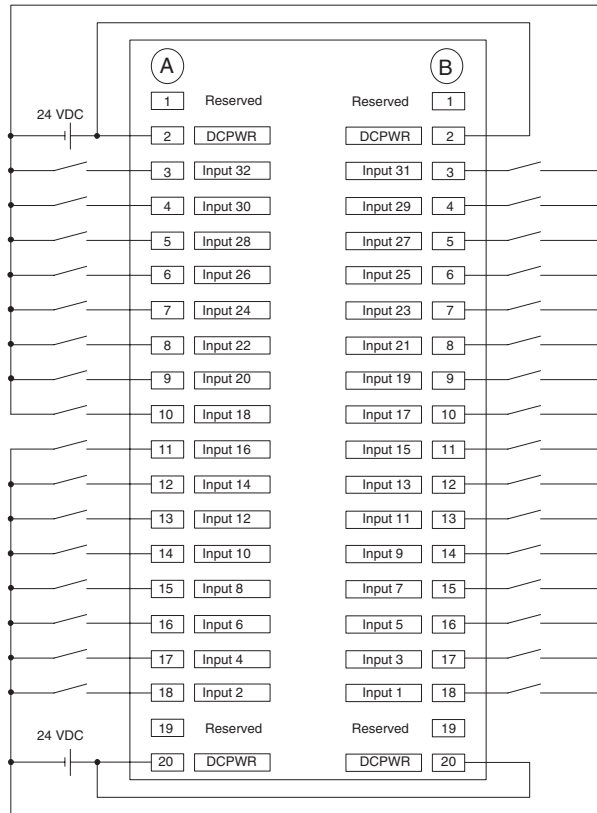 A B
1 Reserved Reserved 1
24 VDC
2 DCPWR DCPWR 2
3 Input 32 Input 31 3
4 Input 30 Input 29 4
5 Input 28 Input 27 5
6 Input 26 Input 25 6
7 Input 24 Input 23 7
8 Input 22 Input 21 8
9 Input 20 Input 19 9
10 Input 18 Input 17 10
11 Input 16 Input 15 11
12 Input 14 Input 13 12
13 Input 12 Input 11 13
14 Input 10 Input 9 14
15 Input 8 Input 7 15
16 Input 6 Input 5 16
17 Input 4 Input 3 17
18 Input 2 Input 1 18
19 Reserved Reserved 19
24 VDC
20 DCPWR DCPWR 20